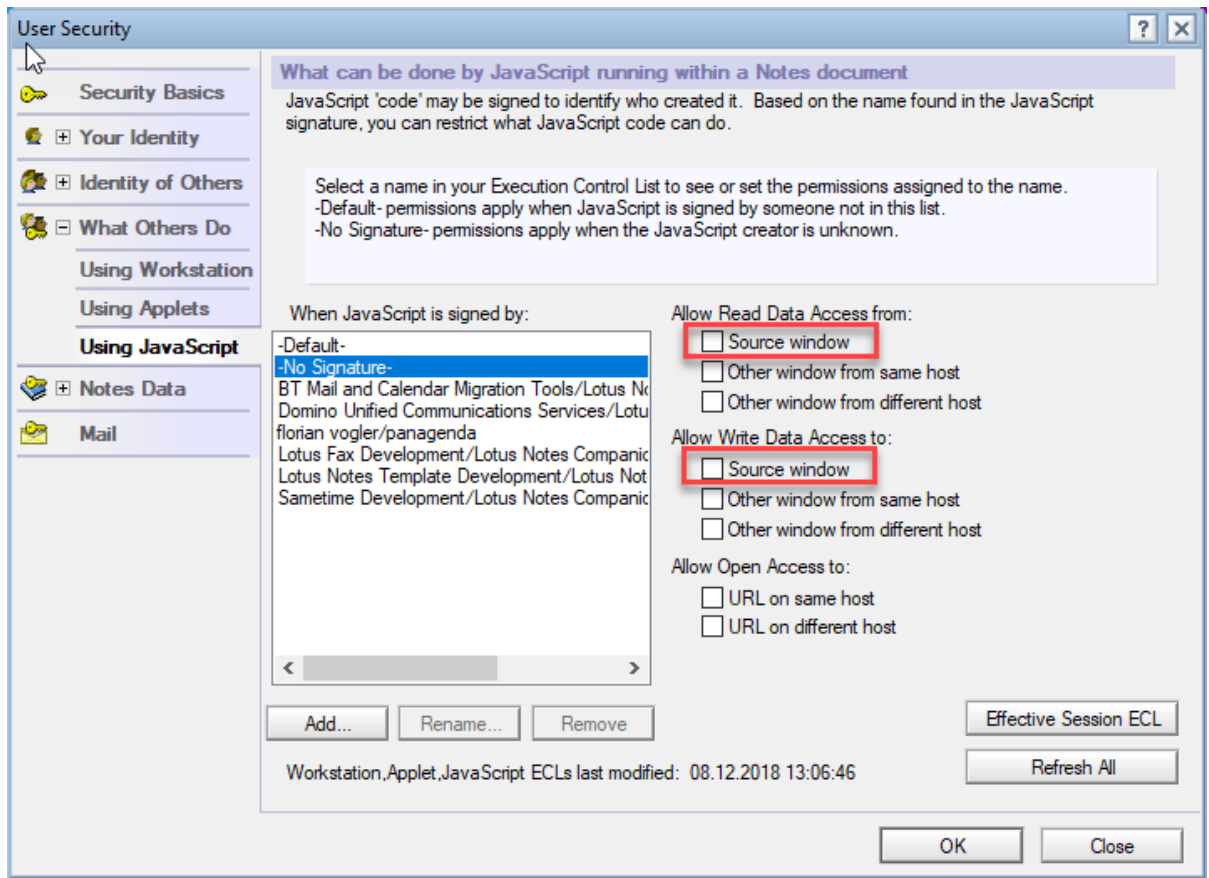 User Security
?
Security Basics
Your Identity
Identity of Others
What Others Do
Using Workstation
Using Applets
Using JavaScript
Notes Data
Mail
What can be done by JavaScript running within a Notes document
JavaScript 'code' may be signed to identify who created it. Based on the name found in the JavaScript
signature, you can restrict what JavaScript code can do.
Select a name in your Execution Control List to see or set the permissions assigned to the name.
-Default- permissions apply when JavaScript is signed by someone not in this list.
-No Signature- permissions apply when the JavaScript creator is unknown.
When JavaScript is signed by:
-Default-
-No Signature-
BT Mail and Calendar Migration Tools/Lotus No
Domino Unified Communications Services/Lotu
florian vogler/panagenda
Lotus Fax Development/Lotus Notes Companic
Lotus Notes Template Development/Lotus Not
Sametime Development/Lotus Notes Companic
Add...
Rename...
Remove
Allow Read Data Access from:
Source window
Other window from same host
Other window from different host
Allow Write Data Access to:
Source window
Other window from same host
Other window from different host
Allow Open Access to:
URL on same host
URL on different host
Effective Session ECL
Workstation,Applet,JavaScript ECLs last modified: 08.12.2018 13:06:46
Refresh All
OK
Close